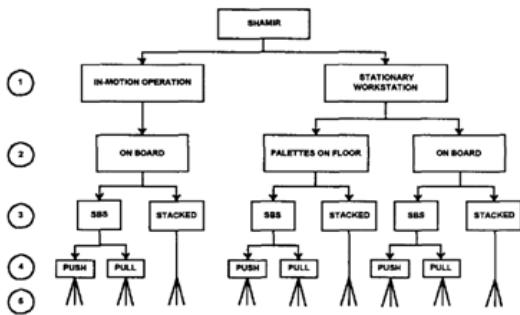 SHAMIR
1
IN-MOTION OPERATION
STATIONARY
WORKSTATION
2
ON BOARD
PALETTES ON FLOOR
ON BOARD
3
SBS
STACKED
SBS
STACKED
SBS
STACKED
4
PUSH
PULL
PUSH
PULL
PUSH
PULL
5